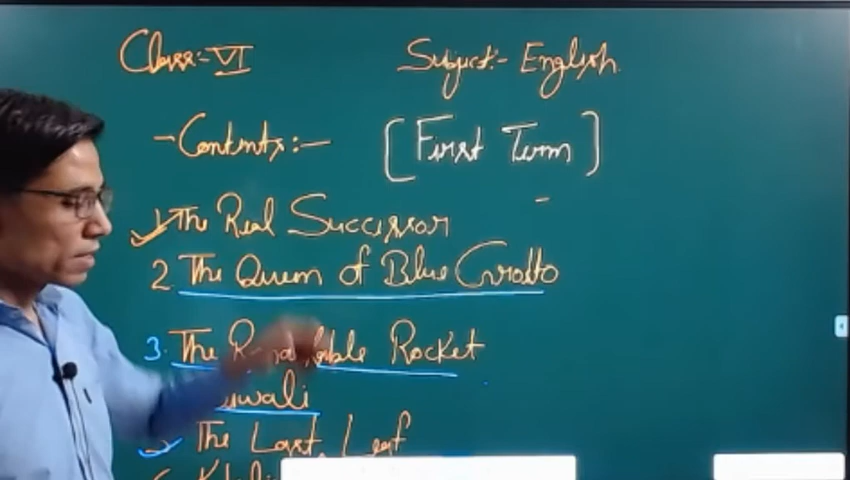 Class:- VI
Subject:- English.
- Contents:- [First Term]
1. The Real Successor
2. The Queen of Blue Grotto
3. The Rocket
The Last Leaf